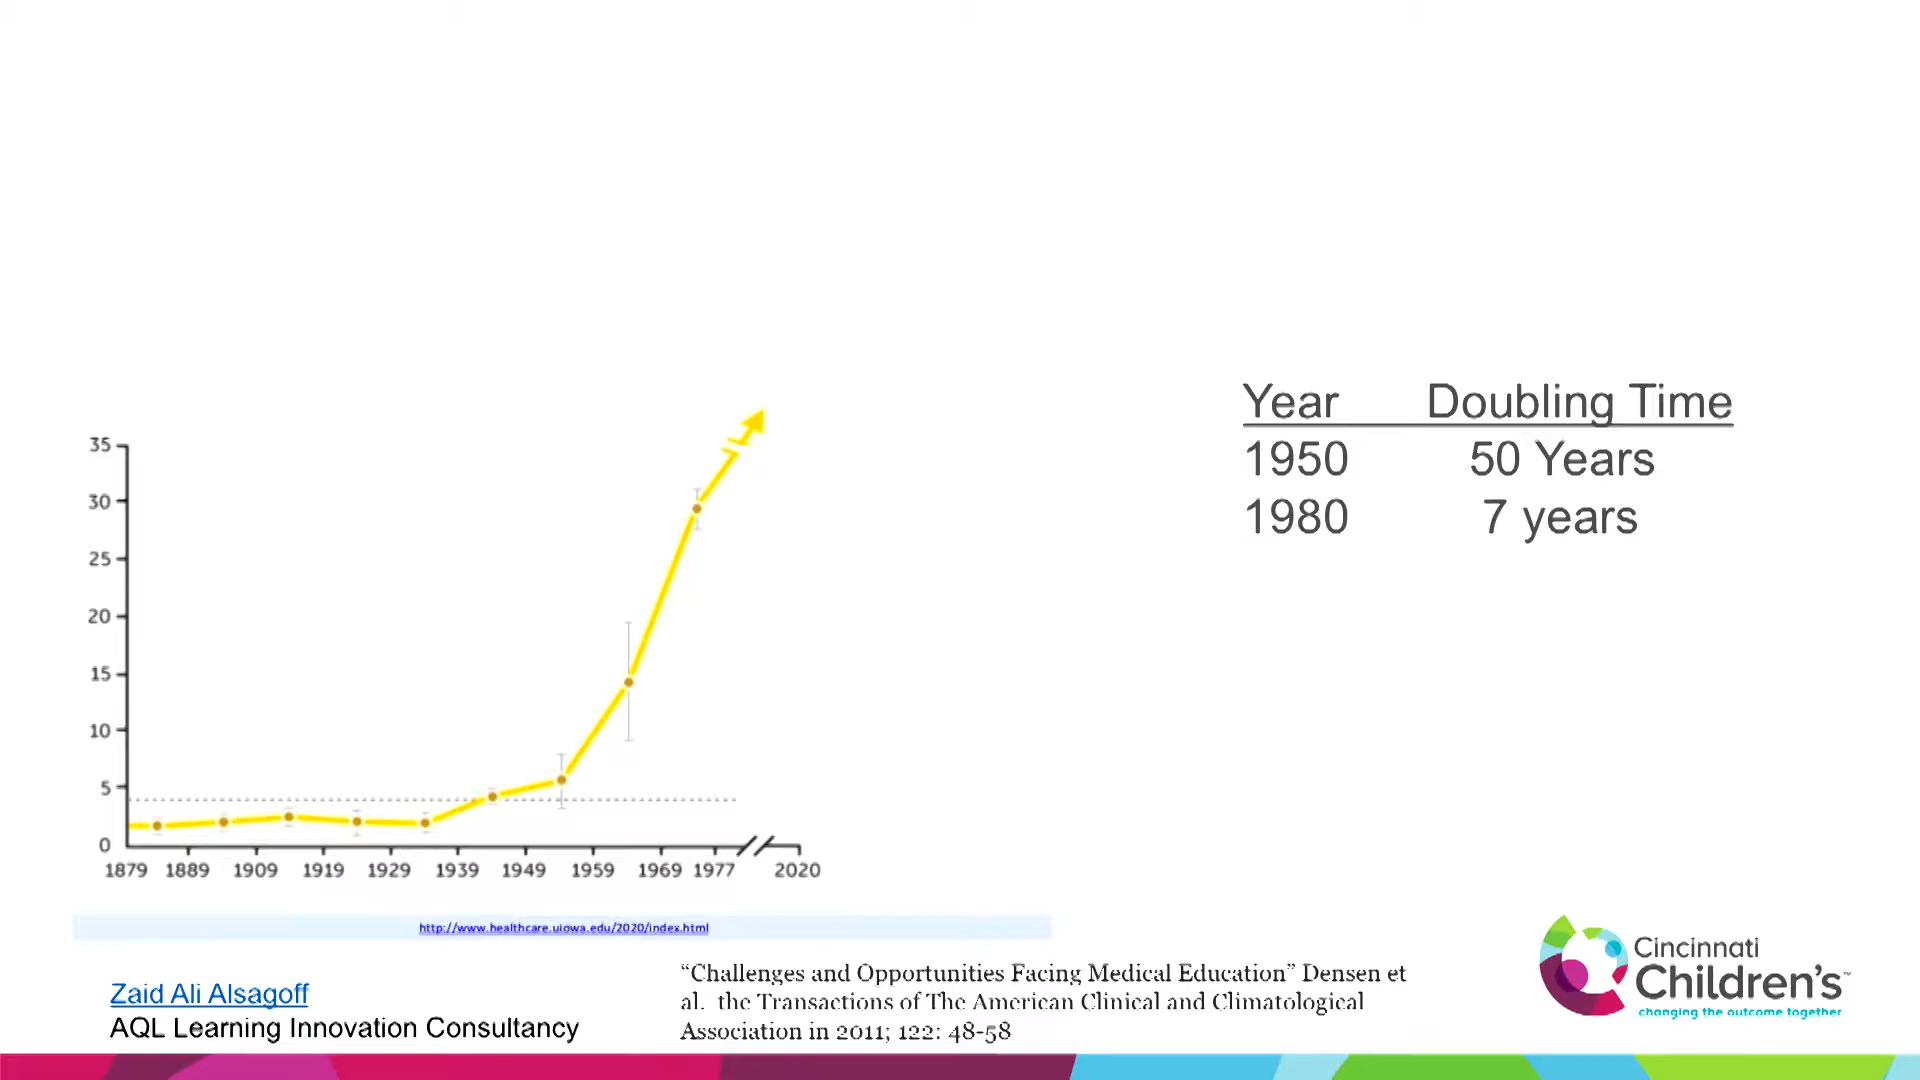 Year Doubling Time
1950 50 Years
1980 7 years
35
30
25
20
15
10
5
0
1879 1889 1909 1919 1929 1939 1949 1959 1969 1977 2020
http://www.healthcare.uiowa.edu/2020/index.html
Zaid Ali Alsagoff
AQL Learning Innovation Consultancy
“Challenges and Opportunities Facing Medical Education” Densen et
al. the Transactions of The American Clinical and Climatological
Association in 2011; 122: 48-58
Cincinnati
Children’s™
changing the outcome together